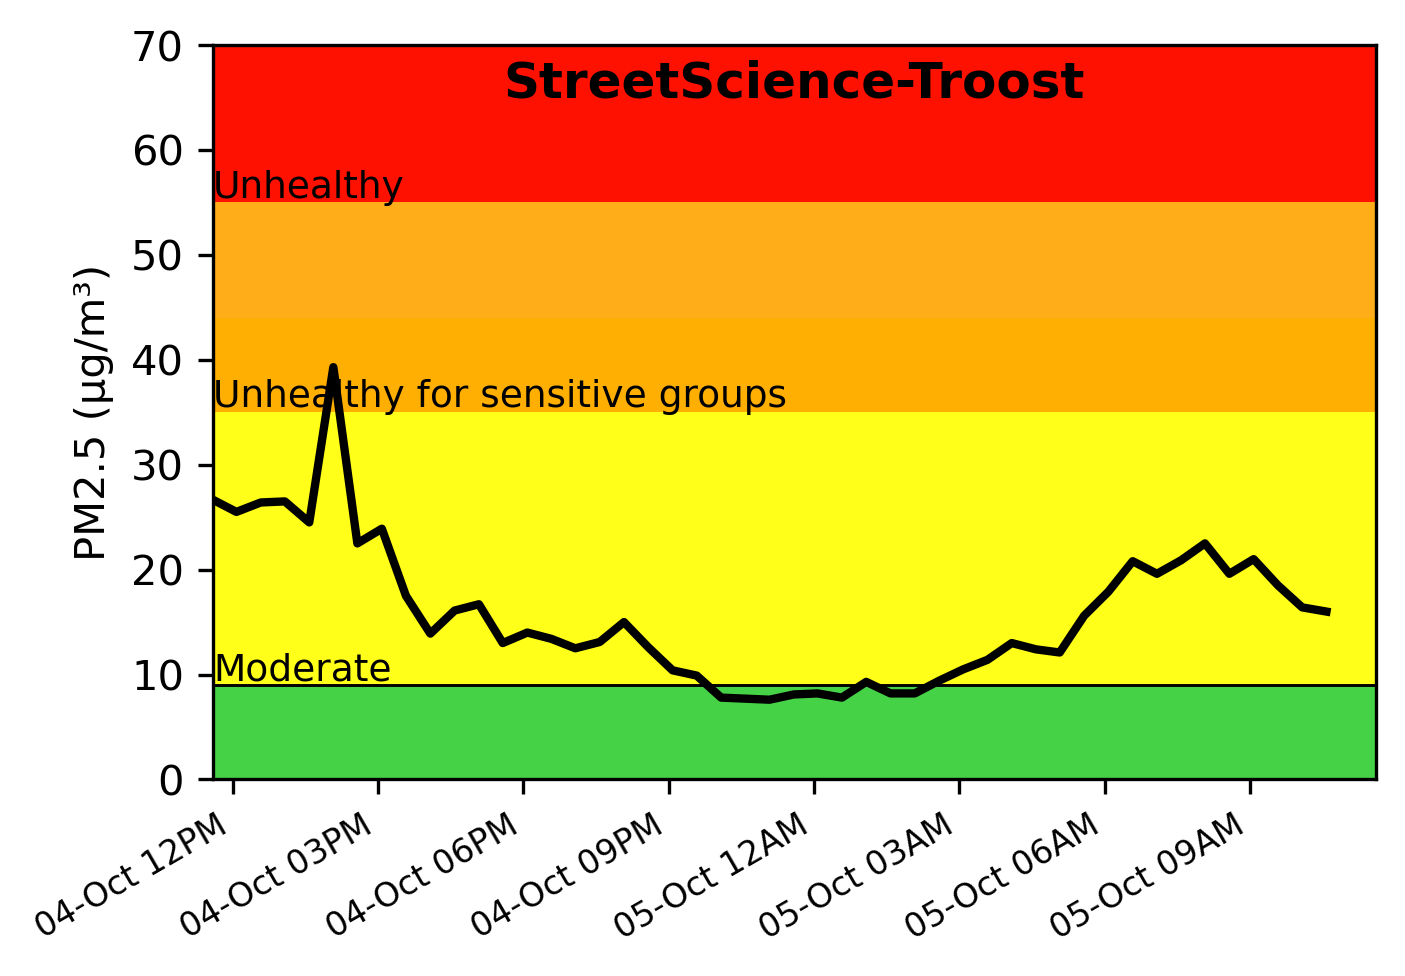 StreetScience-Troost
70
60
50
40
30
20
10
0
PM2.5 (µg/m³)
Unhealthy
Unhealthy for sensitive groups
Moderate
04-Oct 12PM
04-Oct 03PM
04-Oct 06PM
04-Oct 09PM
05-Oct 12AM
05-Oct 03AM
05-Oct 06AM
05-Oct 09AM